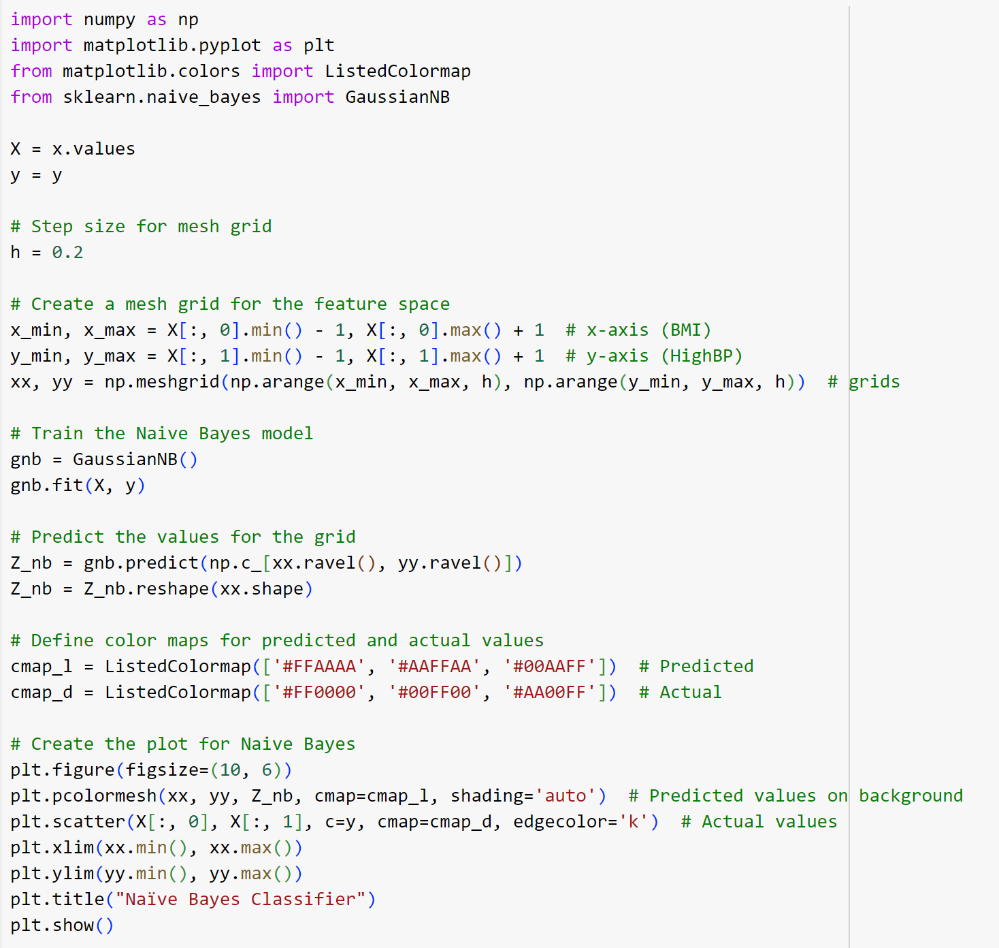 import numpy as np
import matplotlib.pyplot as plt
from matplotlib.colors import ListedColormap
from sklearn.naive_bayes import GaussianNB

X = x.values
y = y

# Step size for mesh grid
h = 0.2

# Create a mesh grid for the feature space
x_min, x_max = X[:, 0].min() - 1, X[:, 0].max() + 1  # x-axis (BMI)
y_min, y_max = X[:, 1].min() - 1, X[:, 1].max() + 1  # y-axis (HighBP)
xx, yy = np.meshgrid(np.arange(x_min, x_max, h), np.arange(y_min, y_max, h))  # grids

# Train the Naive Bayes model
gnb = GaussianNB()
gnb.fit(X, y)

# Predict the values for the grid
Z_nb = gnb.predict(np.c_[xx.ravel(), yy.ravel()])
Z_nb = Z_nb.reshape(xx.shape)

# Define color maps for predicted and actual values
cmap_l = ListedColormap(['#FFAAAA', '#AAFFAA', '#00AAFF'])  # Predicted
cmap_d = ListedColormap(['#FF0000', '#00FF00', '#AA00FF'])  # Actual

# Create the plot for Naive Bayes
plt.figure(figsize=(10, 6))
plt.pcolormesh(xx, yy, Z_nb, cmap=cmap_l, shading='auto')  # Predicted values on background
plt.scatter(X[:, 0], X[:, 1], c=y, cmap=cmap_d, edgecolor='k')  # Actual values
plt.xlim(xx.min(), xx.max())
plt.ylim(yy.min(), yy.max())
plt.title("Naïve Bayes Classifier")
plt.show()